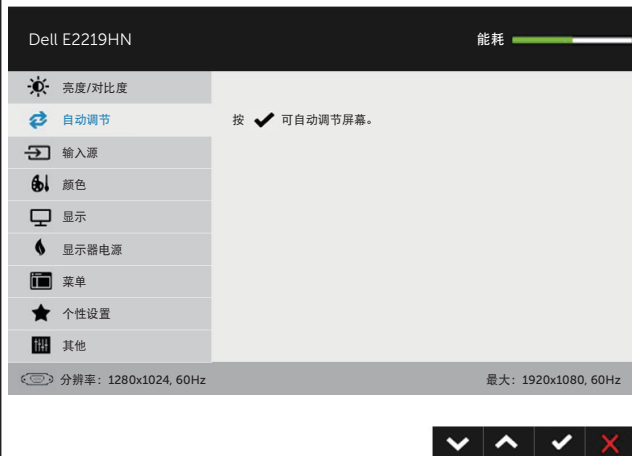 Dell E2219HN
能耗
亮度/对比度
自动调节
按 ✔ 可自动调节屏幕。
输入源
颜色
显示
显示器电源
菜单
个性设置
其他
分辨率：1280x1024, 60Hz
最大：1920x1080, 60Hz